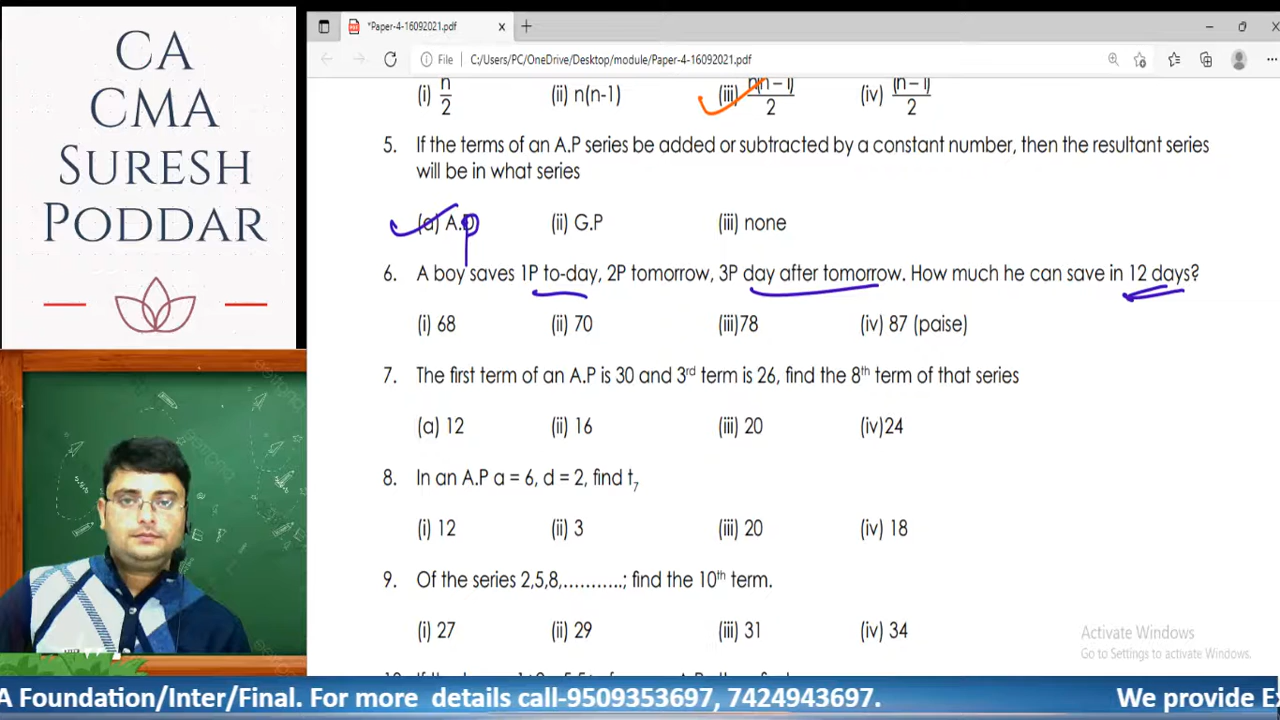 CA
CMA
SURESH
PODDAR
*Paper-4-16092021.pdf
File C:/Users/PC/OneDrive/Desktop/module/Paper-4-16092021.pdf
(i) n/2 (ii) n(n-1) (iii) n(n – 1)/2 (iv) (n – 1)/2
5. If the terms of an A.P series be added or subtracted by a constant number, then the resultant series
will be in what series
(a) A.P (ii) G.P (iii) none
6. A boy saves 1P to-day, 2P tomorrow, 3P day after tomorrow. How much he can save in 12 days?
(i) 68 (ii) 70 (iii)78 (iv) 87 (paise)
7. The first term of an A.P is 30 and 3rd term is 26, find the 8th term of that series
(a) 12 (ii) 16 (iii) 20 (iv)24
8. In an A.P a = 6, d = 2, find t7
(i) 12 (ii) 3 (iii) 20 (iv) 18
9. Of the series 2,5,8,...........; find the 10th term.
(i) 27 (ii) 29 (iii) 31 (iv) 34
Activate Windows
Go to Settings to activate Windows.
A Foundation/Inter/Final. For more details call-9509353697, 7424943697. We provide E